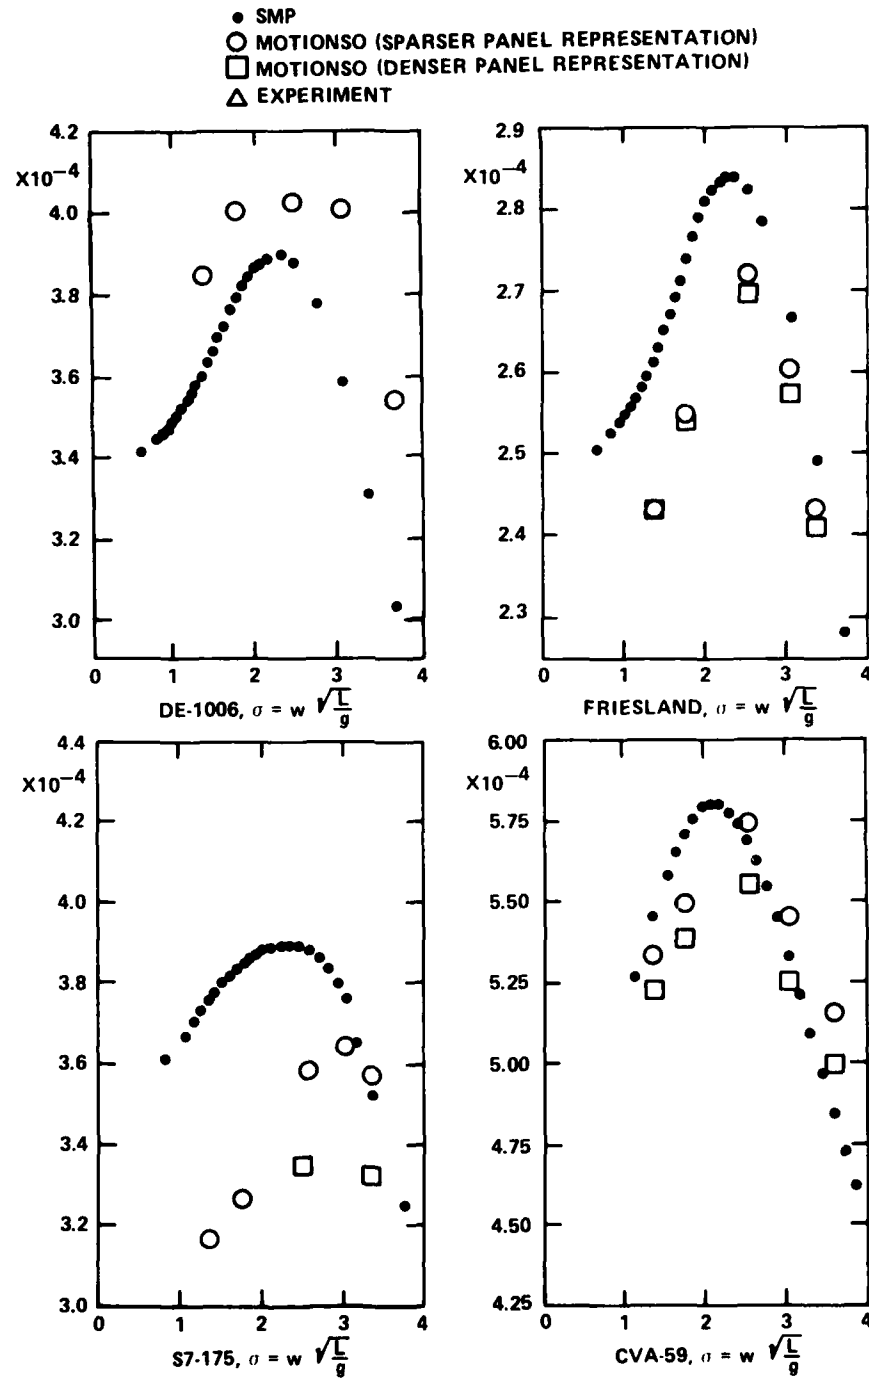 ● SMP
○ MOTIONSO (SPARSER PANEL REPRESENTATION)
□ MOTIONSO (DENSER PANEL REPRESENTATION)
△ EXPERIMENT
4.2
X10⁻⁴
4.0
3.8
3.6
3.4
3.2
3.0
0 1 2 3 4
DE-1006, σ = w √L/g
2.9
X10⁻⁴
2.8
2.7
2.6
2.5
2.4
2.3
0 1 2 3 4
FRIESLAND, σ = w √L/g
4.4
X10⁻⁴
4.2
4.0
3.8
3.6
3.4
3.2
3.0
0 1 2 3 4
S7-175, σ = w √L/g
6.00
X10⁻⁴
5.75
5.50
5.25
5.00
4.75
4.50
4.25
0 1 2 3 4
CVA-59, σ = w √L/g